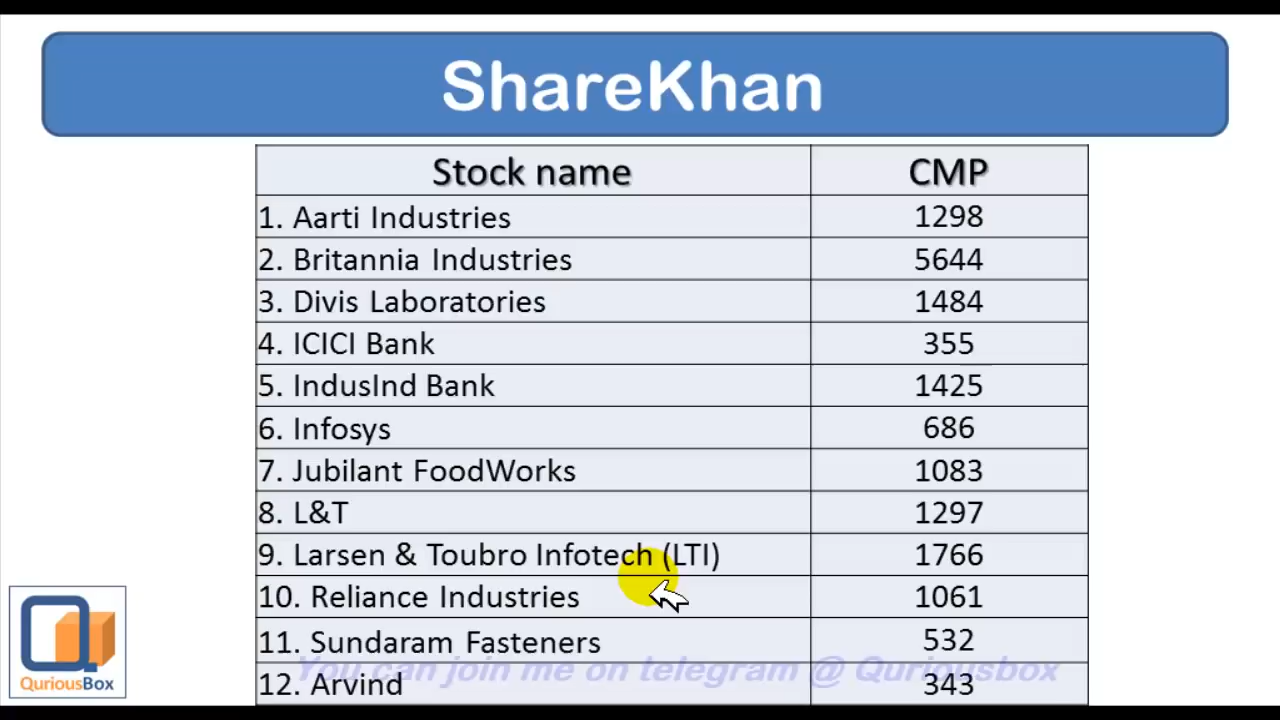 ShareKhan
Stock name CMP
1. Aarti Industries 1298
2. Britannia Industries 5644
3. Divis Laboratories 1484
4. ICICI Bank 355
5. IndusInd Bank 1425
6. Infosys 686
7. Jubilant FoodWorks 1083
8. L&T 1297
9. Larsen & Toubro Infotech (LTI) 1766
10. Reliance Industries 1061
11. Sundaram Fasteners 532
You can join me on telegram @ Quriousbox
12. Arvind 343
QuriousBox